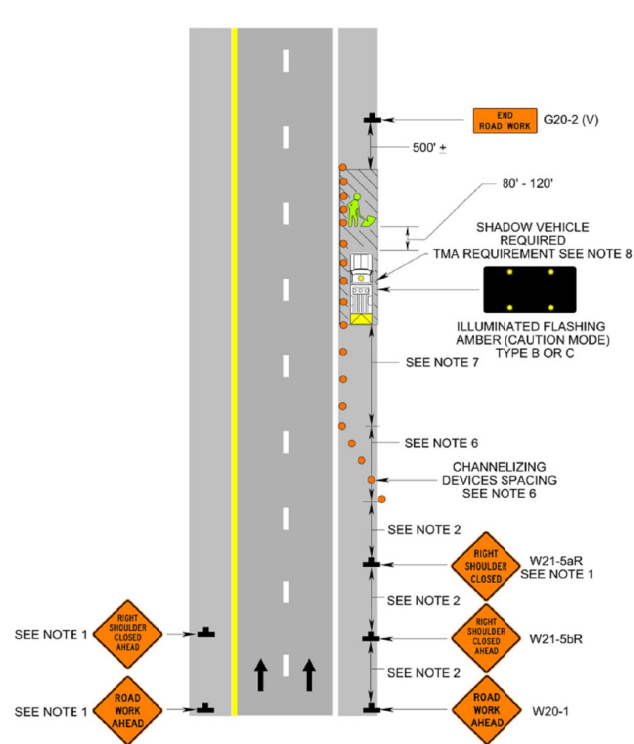 END
ROAD WORK
G20-2 (V)
500' ±
80' - 120'
SHADOW VEHICLE
REQUIRED
TMA REQUIREMENT SEE NOTE 8
ILLUMINATED FLASHING
AMBER (CAUTION MODE)
TYPE B OR C
SEE NOTE 7
SEE NOTE 6
CHANNELIZING
DEVICES SPACING
SEE NOTE 6
SEE NOTE 2
RIGHT
SHOULDER
CLOSED
W21-5aR
SEE NOTE 1
SEE NOTE 2
SEE NOTE 1
RIGHT
SHOULDER
CLOSED
AHEAD
RIGHT
SHOULDER
CLOSED
AHEAD
W21-5bR
SEE NOTE 2
SEE NOTE 1
ROAD
WORK
AHEAD
ROAD
WORK
AHEAD
W20-1